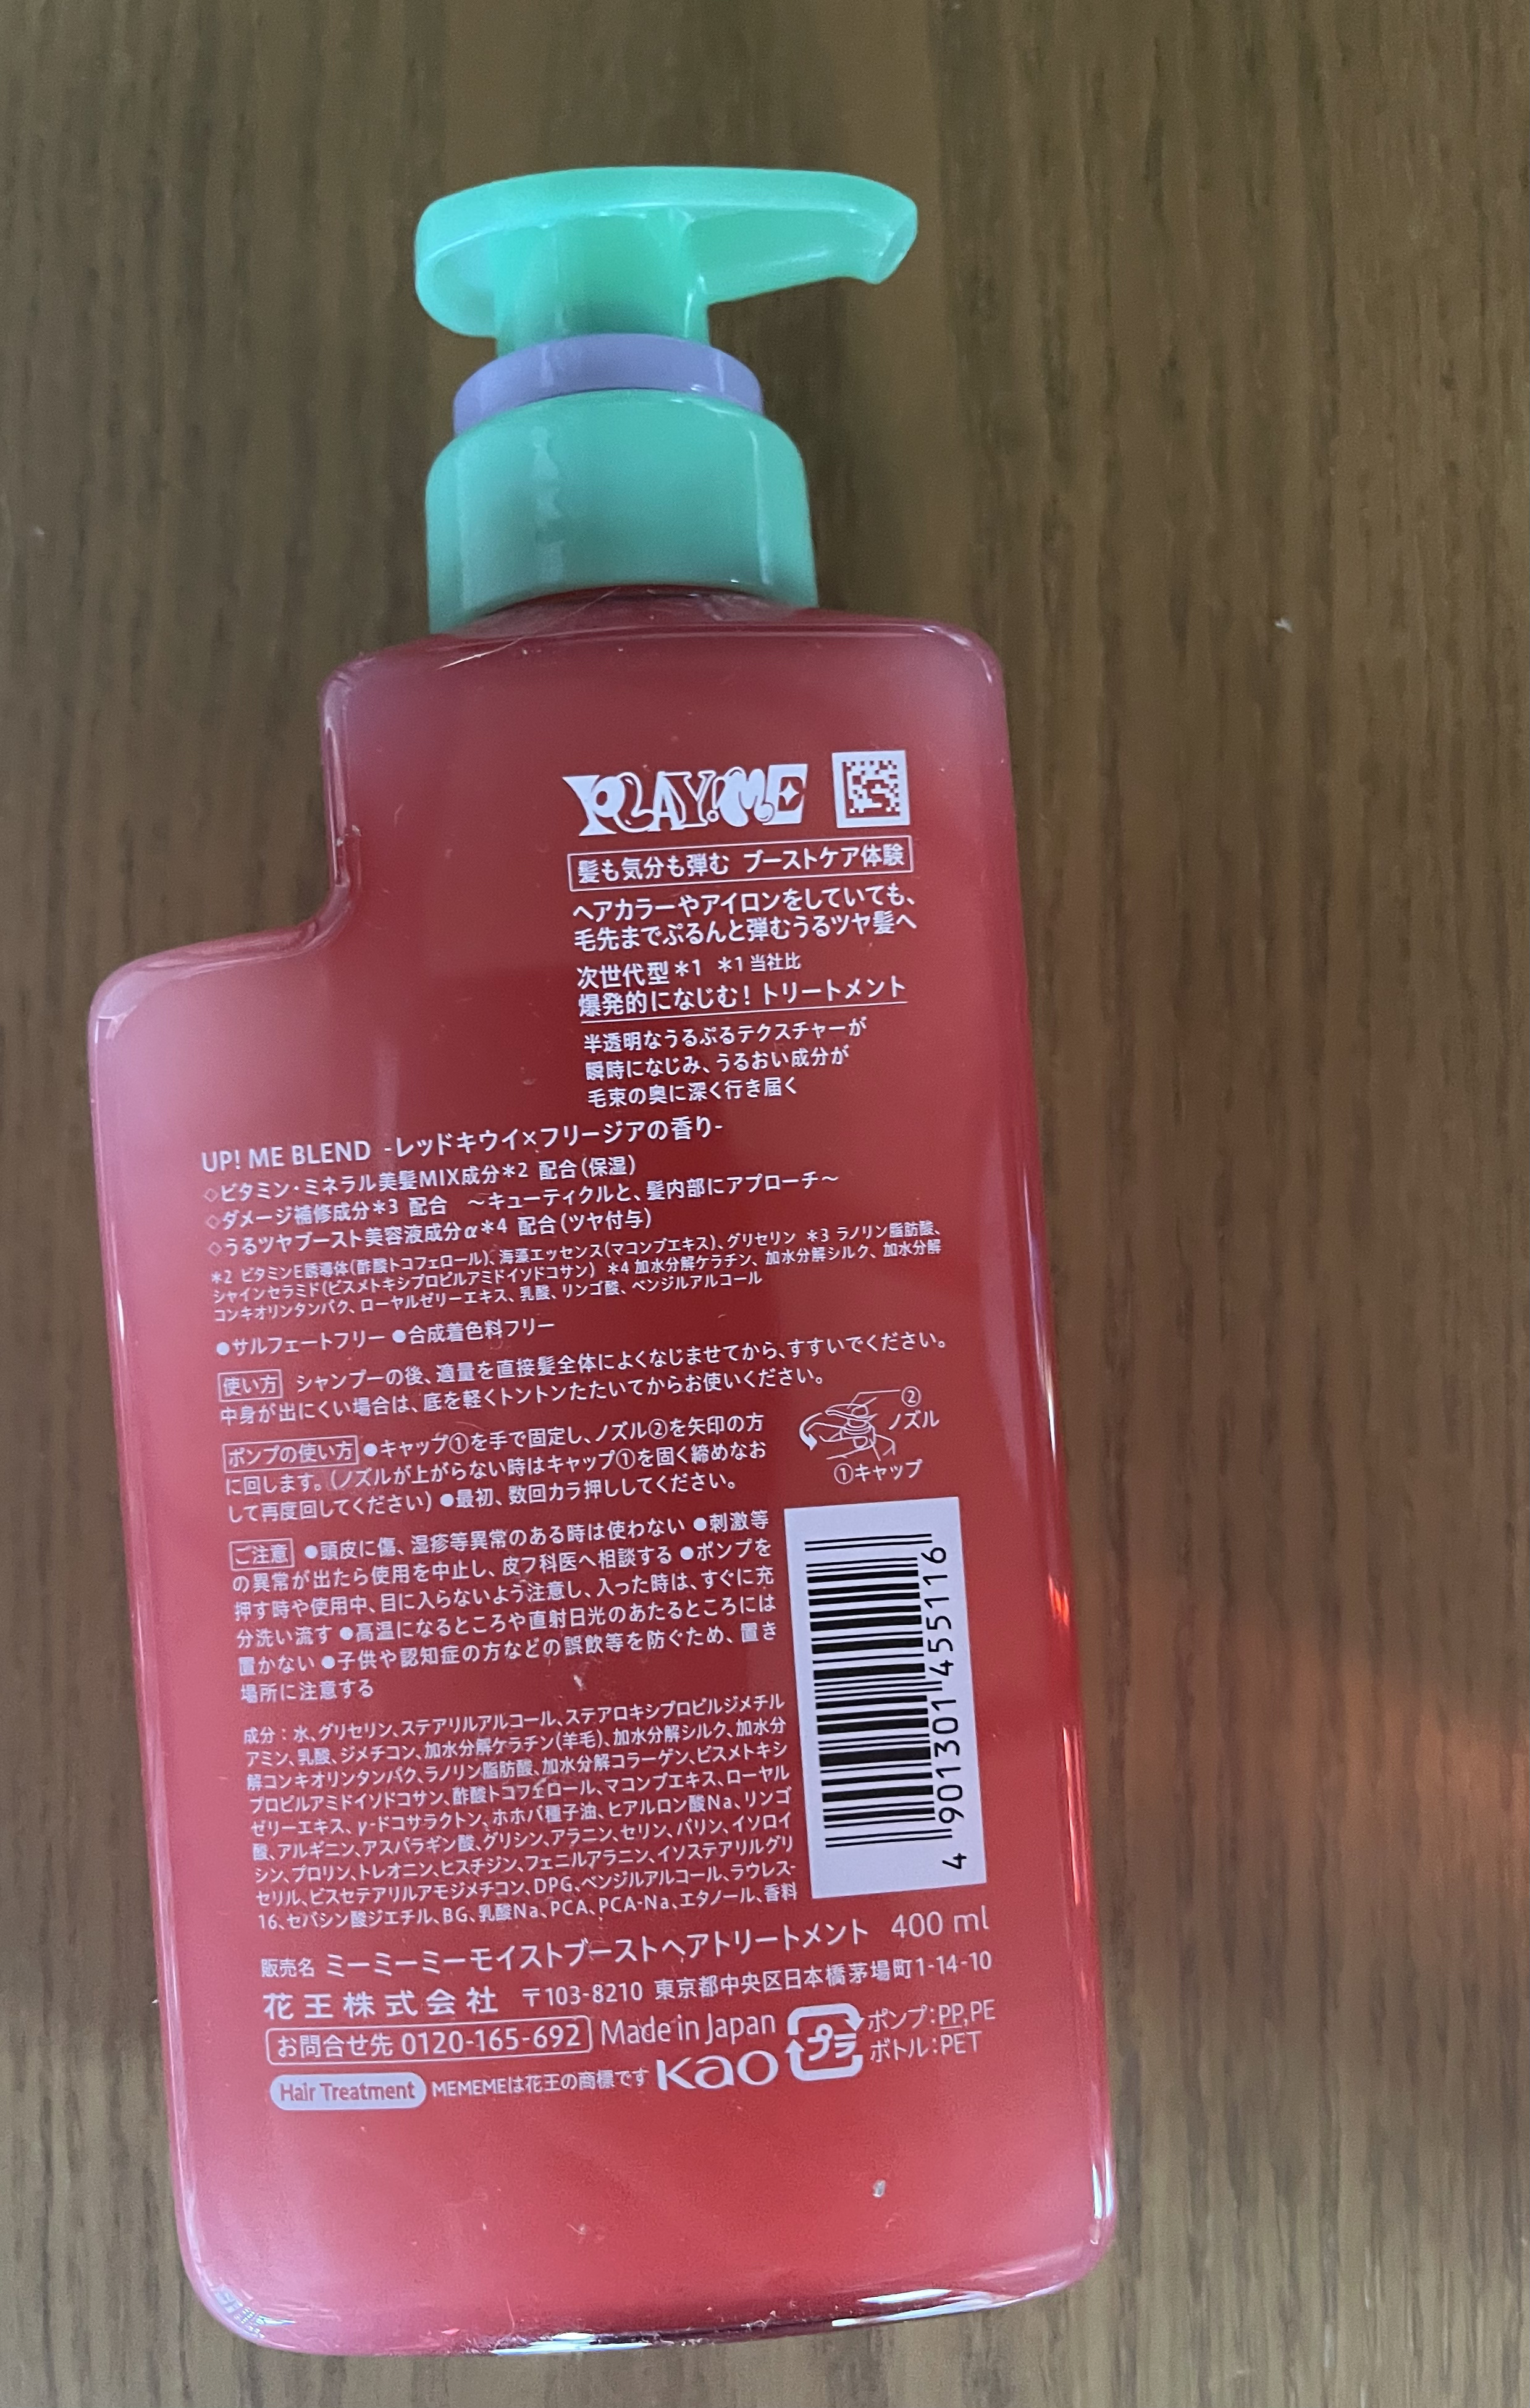 PLAY! ME
髪も気分も弾む ブーストケア体験
ヘアカラーやアイロンをしていても、
毛先までぷるんと弾むうるツヤ髪へ
次世代型*1 *1 当社比
爆発的になじむ！トリートメント
半透明なうるぷるテクスチャーが
瞬時になじみ、うるおい成分が
毛束の奥に深く行き届く
UP! ME BLEND -レッドキウイ×フリージアの香り-
◇ビタミン・ミネラル美髪MIX成分*2 配合(保湿)
◇ダメージ補修成分*3 配合 ～キューティクルと、髪内部にアプローチ～
◇うるツヤブースト美容液成分α*4 配合(ツヤ付与)
*2 ビタミンE誘導体(酢酸トコフェロール)、海藻エッセンス(マコンブエキス)、グリセリン *3 ラノリン脂肪酸、
シャインセラミド(ビスメトキシプロピルアミドイソドコサン) *4 加水分解ケラチン、加水分解シルク、加水分解
コンキオリンタンパク、ローヤルゼリーエキス、乳酸、リンゴ酸、ベンジルアルコール
●サルフェートフリー ●合成着色料フリー
使い方 シャンプーの後、適量を直接髪全体によくなじませてから、すすいでください。
中身が出にくい場合は、底を軽くトントンたたいてからお使いください。
ポンプの使い方 ●キャップ①を手で固定し、ノズル②を矢印の方
に回します。(ノズルが上がらない時はキャップ①を固く締めなお
して再度回してください) ●最初、数回カラ押ししてください。
②
ノズル
①キャップ
ご注意 ●頭皮に傷、湿疹等異常のある時は使わない ●刺激等
の異常が出たら使用を中止し、皮フ科医へ相談する ●ポンプを
押す時や使用中、目に入らないよう注意し、入った時は、すぐに充
分洗い流す ●高温になるところや直射日光のあたるところには
置かない ●子供や認知症の方などの誤飲等を防ぐため、置き
場所に注意する
成分：水、グリセリン、ステアリルアルコール、ステアロキシプロピルジメチル
アミン、乳酸、ジメチコン、加水分解ケラチン(羊毛)、加水分解シルク、加水分
解コンキオリンタンパク、ラノリン脂肪酸、加水分解コラーゲン、ビスメトキシ
プロピルアミドイソドコサン、酢酸トコフェロール、マコンブエキス、ローヤル
ゼリーエキス、γ-ドコサラクトン、ホホバ種子油、ヒアルロン酸Na、リンゴ
酸、アルギニン、アスパラギン酸、グリシン、アラニン、セリン、バリン、イソロイ
シン、プロリン、トレオニン、ヒスチジン、フェニルアラニン、イソステアリルグリ
セリル、ビスセテアリルアモジメチコン、DPG、ベンジルアルコール、ラウレス-
16、セバシン酸ジエチル、BG、乳酸Na、PCA、PCA-Na、エタノール、香料
4 901301 455116
販売名 ミーミーミーモイストブーストヘアトリートメント 400 ml
花王株式会社 〒103-8210 東京都中央区日本橋茅場町1-14-10
お問合せ先 0120-165-692 Made in Japan プラ ポンプ：PP,PE
ボトル：PET
Hair Treatment MEMEMEは花王の商標です Kao